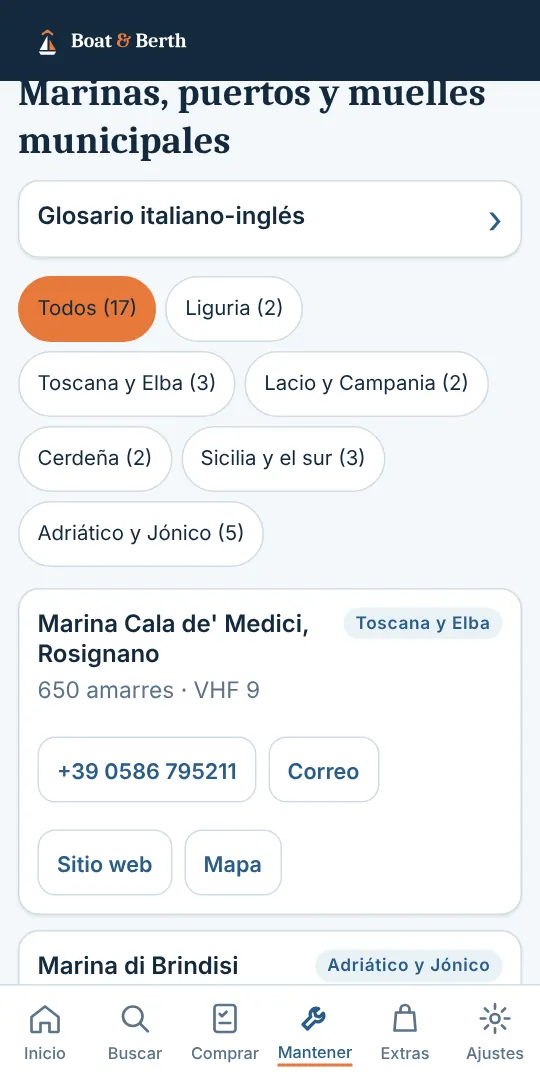 Boat & Berth
Marinas, puertos y muelles
municipales
Glosario italiano-inglés
Todos (17)
Liguria (2)
Toscana y Elba (3)
Lacio y Campania (2)
Cerdeña (2)
Sicilia y el sur (3)
Adriático y Jónico (5)
Marina Cala de' Medici,
Rosignano
Toscana y Elba
650 amarres · VHF 9
+39 0586 795211
Correo
Sitio web
Mapa
Marina di Brindisi
Adriático y Jónico
Inicio
Buscar
Comprar
Mantener
Extras
Ajustes